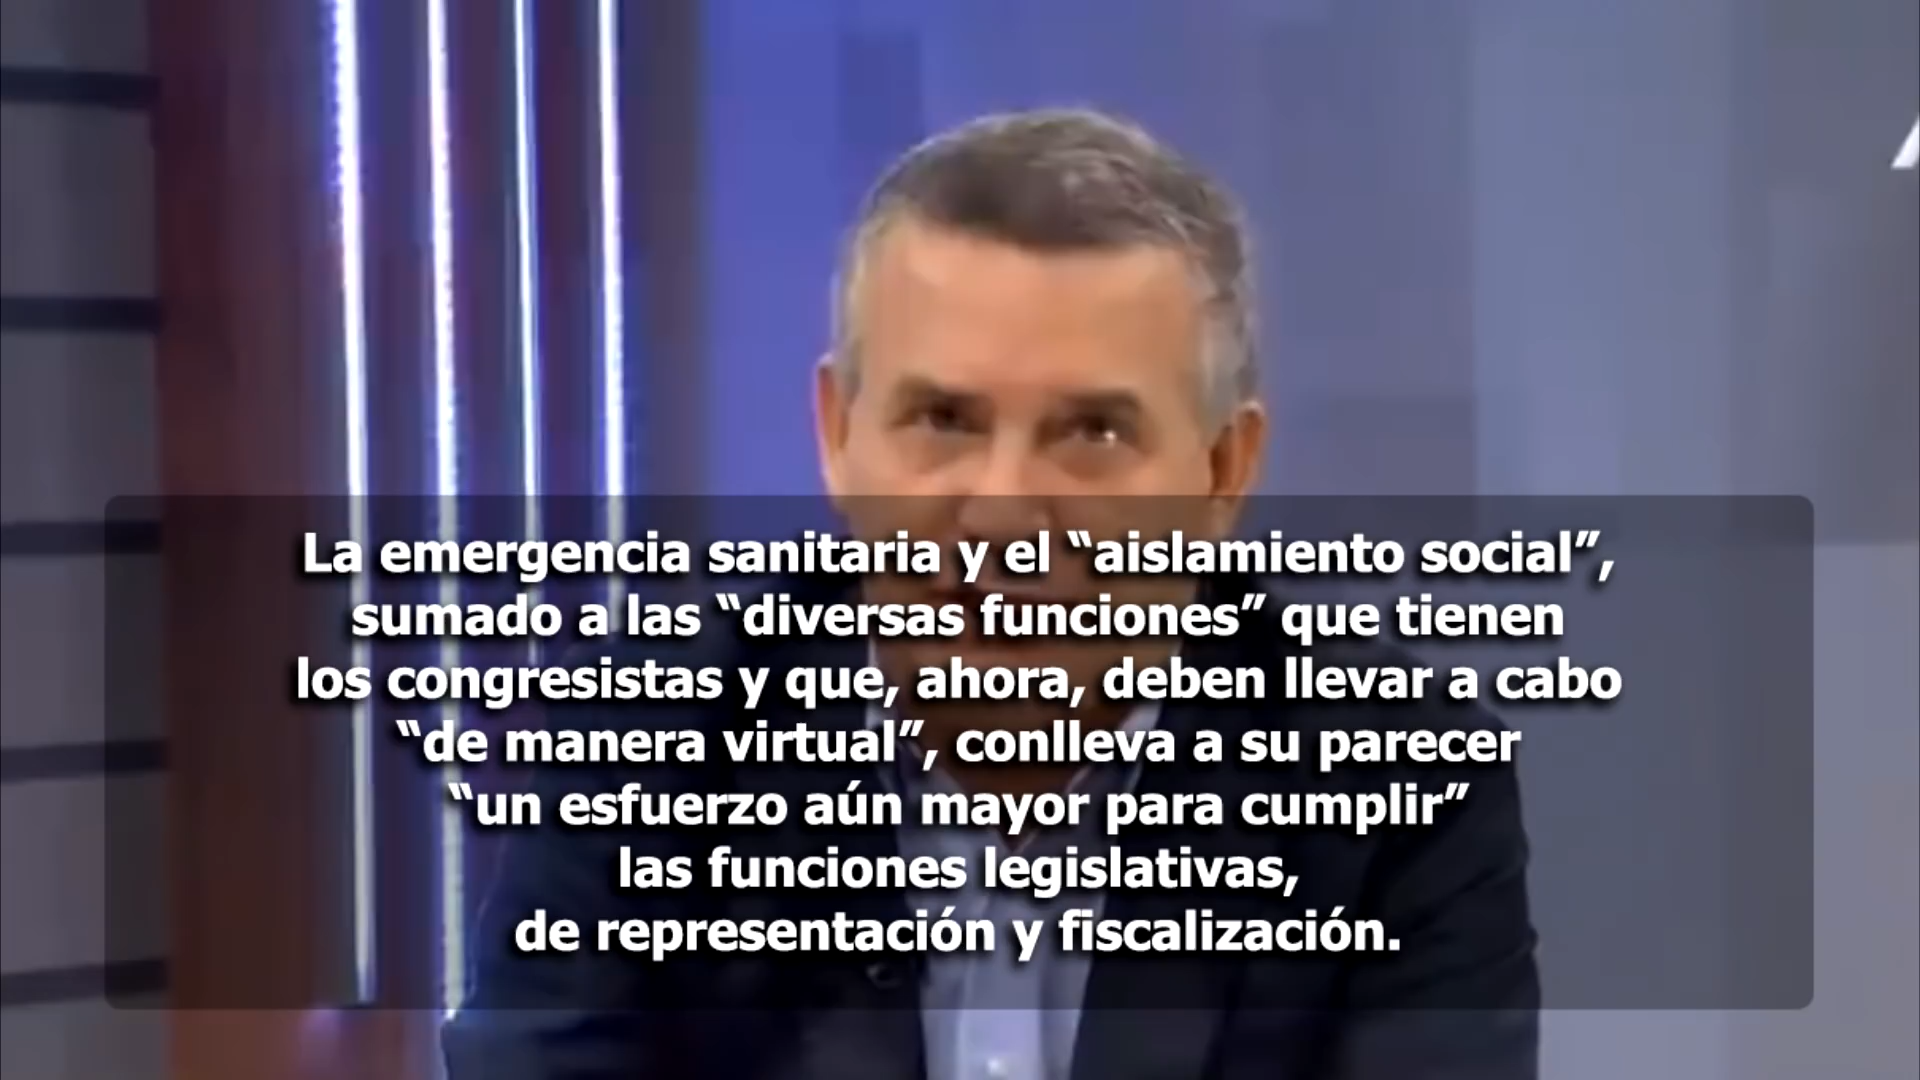 La emergencia sanitaria y el “aislamiento social”,
sumado a las “diversas funciones” que tienen
los congresistas y que, ahora, deben llevar a cabo
“de manera virtual”, conlleva a su parecer
“un esfuerzo aún mayor para cumplir”
las funciones legislativas,
de representación y fiscalización.